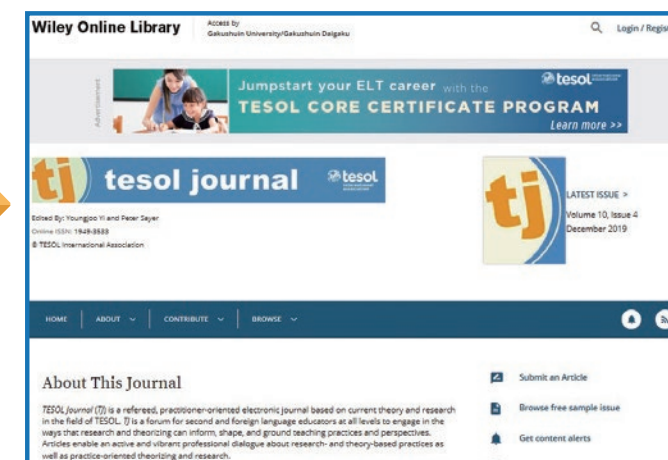 Wiley Online Library
Access by
Gakushuin University/Gakushuin Daigaku
Login / Regis
Advertisement
Jumpstart your ELT career with the
TESOL CORE CERTIFICATE PROGRAM
Learn more >>
tesol
tj tesol journal tesol
tj
LATEST ISSUE >
Volume 10, Issue 4
December 2019
Edited By: Youngjoo Yi and Peter Sayer
Online ISSN: 1949-3533
© TESOL International Association
HOME ABOUT CONTRIBUTE BROWSE
About This Journal
TESOL Journal (TJ) is a refereed, practitioner-oriented electronic journal based on current theory and research
in the field of TESOL. TJ is a forum for second and foreign language educators at all levels to engage in the
ways that research and theorizing can inform, shape, and ground teaching practices and perspectives.
Articles enable an active and vibrant professional dialogue about research- and theory-based practices as
well as practice-oriented theorizing and research.
Submit an Article
Browse free sample issue
Get content alerts